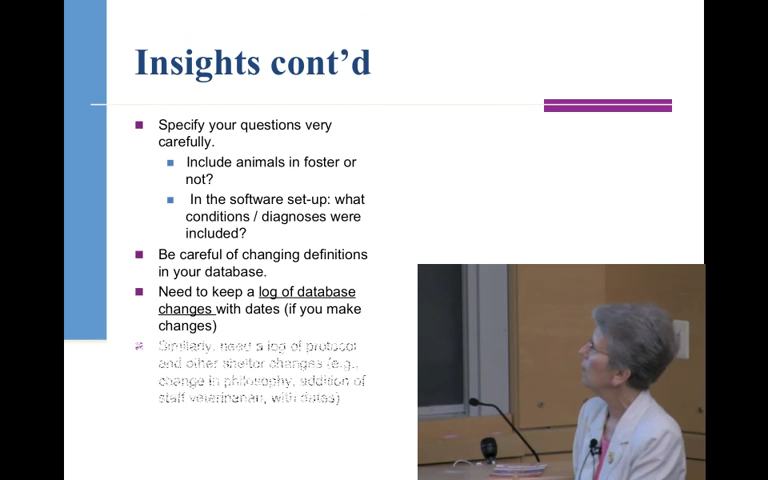 Insights cont’d
Specify your questions very
carefully.
Include animals in foster or
not?
In the software set-up: what
conditions / diagnoses were
included?
Be careful of changing definitions
in your database.
Need to keep a log of database
changes with dates (if you make
changes)
Similarly, need a log of protocol
and other shelter changes (e.g.,
change in philosophy, addition of
staff veterinarian, with dates)